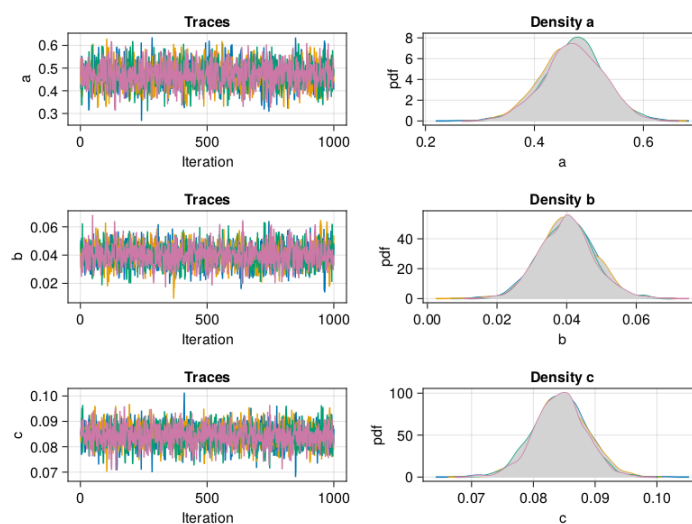 Traces
Density a
a
0.6
0.5
0.4
0.3
0
500
1000
Iteration
pdf
8
6
4
2
0
0.2
0.4
0.6
a
Traces
Density b
b
0.06
0.04
0.02
0
500
1000
Iteration
pdf
40
20
0
0.00
0.02
0.04
0.06
b
Traces
Density c
c
0.10
0.09
0.08
0.07
0
500
1000
Iteration
pdf
100
50
0
0.07
0.08
0.09
0.10
c